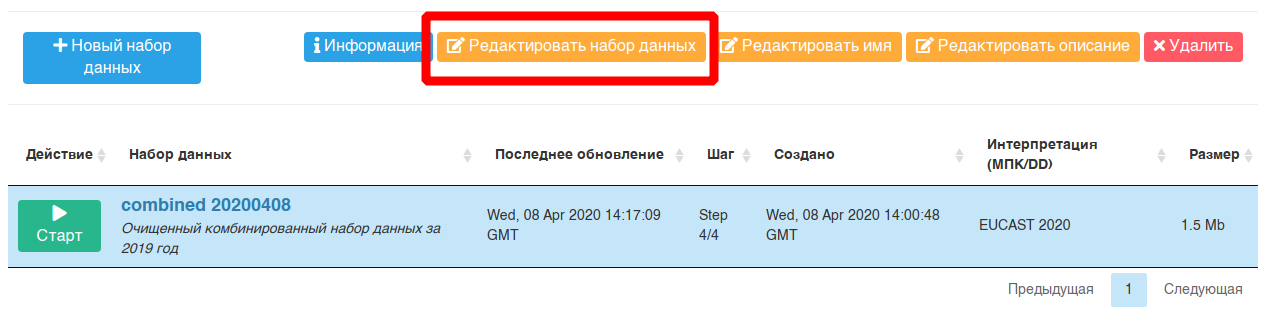 Новый набор
данных
Информация
Редактировать набор данных
Редактировать имя
Редактировать описание
Удалить
Действие
Набор данных
Последнее обновление
Шаг
Создано
Интерпретация
(МПК/DD)
Размер
Старт
combined 20200408
Очищенный комбинированный набор данных за
2019 год
Wed, 08 Apr 2020 14:17:09
GMT
Step
4/4
Wed, 08 Apr 2020 14:00:48
GMT
EUCAST 2020
1.5 Mb
Предыдущая
1
Следующая